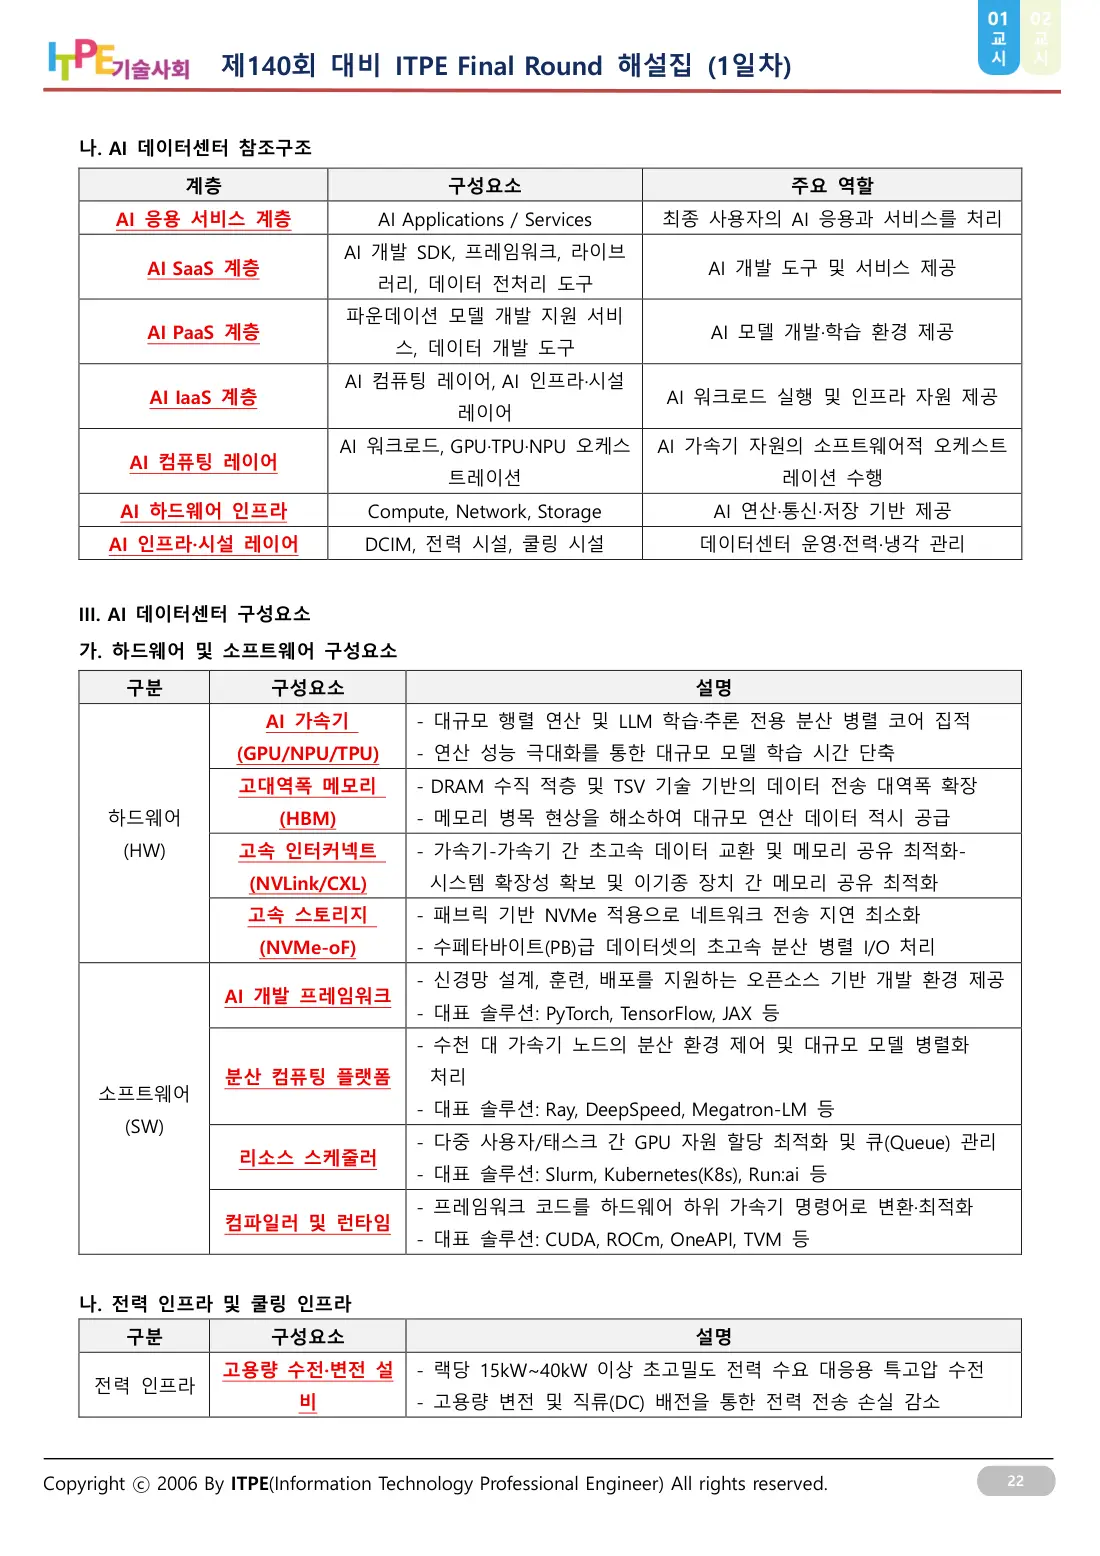 ITPE기술사회 제140회 대비 ITPE Final Round 해설집 (1일차)
01 교시
02 교시
나. AI 데이터센터 참조구조
계층 구성요소 주요 역할
AI 응용 서비스 계층 AI Applications / Services 최종 사용자의 AI 응용과 서비스를 처리
AI SaaS 계층 AI 개발 SDK, 프레임워크, 라이브
러리, 데이터 전처리 도구 AI 개발 도구 및 서비스 제공
AI PaaS 계층 파운데이션 모델 개발 지원 서비
스, 데이터 개발 도구 AI 모델 개발·학습 환경 제공
AI IaaS 계층 AI 컴퓨팅 레이어, AI 인프라·시설
레이어 AI 워크로드 실행 및 인프라 자원 제공
AI 컴퓨팅 레이어 AI 워크로드, GPU·TPU·NPU 오케스
트레이션 AI 가속기 자원의 소프트웨어적 오케스트
레이션 수행
AI 하드웨어 인프라 Compute, Network, Storage AI 연산·통신·저장 기반 제공
AI 인프라·시설 레이어 DCIM, 전력 시설, 쿨링 시설 데이터센터 운영·전력·냉각 관리
III. AI 데이터센터 구성요소
가. 하드웨어 및 소프트웨어 구성요소
구분 구성요소 설명
하드웨어
(HW)
AI 가속기
(GPU/NPU/TPU)
- 대규모 행렬 연산 및 LLM 학습·추론 전용 분산 병렬 코어 집적
- 연산 성능 극대화를 통한 대규모 모델 학습 시간 단축
고대역폭 메모리
(HBM)
- DRAM 수직 적층 및 TSV 기술 기반의 데이터 전송 대역폭 확장
- 메모리 병목 현상을 해소하여 대규모 연산 데이터 적시 공급
고속 인터커넥트
(NVLink/CXL)
- 가속기-가속기 간 초고속 데이터 교환 및 메모리 공유 최적화-
시스템 확장성 확보 및 이기종 장치 간 메모리 공유 최적화
고속 스토리지
(NVMe-oF)
- 패브릭 기반 NVMe 적용으로 네트워크 전송 지연 최소화
- 수페타바이트(PB)급 데이터셋의 초고속 분산 병렬 I/O 처리
소프트웨어
(SW)
AI 개발 프레임워크
- 신경망 설계, 훈련, 배포를 지원하는 오픈소스 기반 개발 환경 제공
- 대표 솔루션: PyTorch, TensorFlow, JAX 등
분산 컴퓨팅 플랫폼
- 수천 대 가속기 노드의 분산 환경 제어 및 대규모 모델 병렬화
처리
- 대표 솔루션: Ray, DeepSpeed, Megatron-LM 등
리소스 스케줄러
- 다중 사용자/태스크 간 GPU 자원 할당 최적화 및 큐(Queue) 관리
- 대표 솔루션: Slurm, Kubernetes(K8s), Run:ai 등
컴파일러 및 런타임
- 프레임워크 코드를 하드웨어 하위 가속기 명령어로 변환·최적화
- 대표 솔루션: CUDA, ROCm, OneAPI, TVM 등
나. 전력 인프라 및 쿨링 인프라
구분 구성요소 설명
전력 인프라
고용량 수전·변전 설
비
- 랙당 15kW~40kW 이상 초고밀도 전력 수요 대응용 특고압 수전
- 고용량 변전 및 직류(DC) 배전을 통한 전력 전송 손실 감소
Copyright ⓒ 2006 By ITPE(Information Technology Professional Engineer) All rights reserved.
22